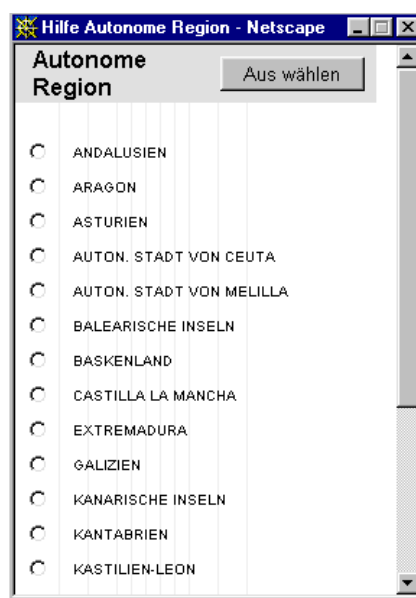 Hilfe Autonome Region - Netscape
Autonome
Region
Aus wählen
ANDALUSIEN
ARAGON
ASTURIEN
AUTON. STADT VON CEUTA
AUTON. STADT VON MELILLA
BALEARISCHE INSELN
BASKENLAND
CASTILLA LA MANCHA
EXTREMADURA
GALIZIEN
KANARISCHE INSELN
KANTABRIEN
KASTILIEN-LEON